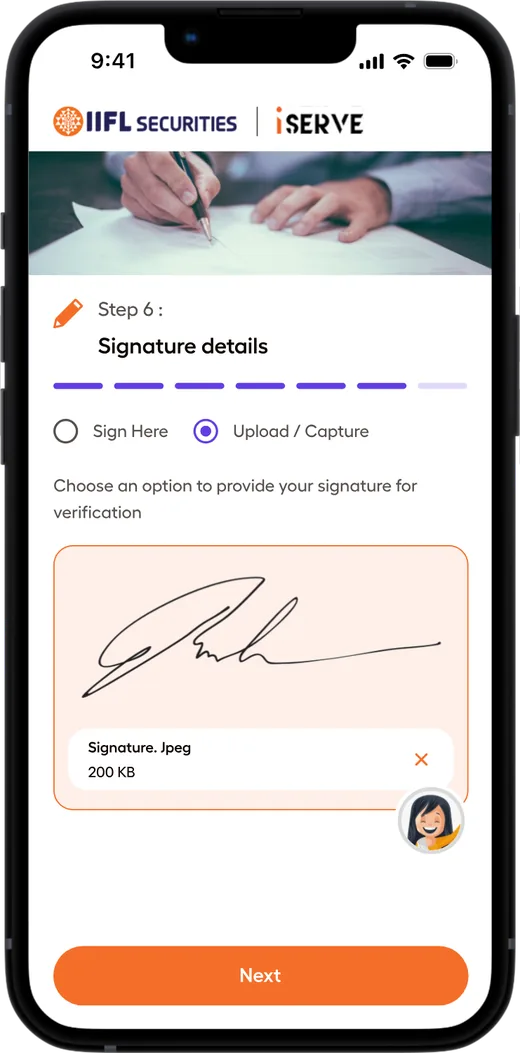 9:41
IIFL SECURITIES | iSERVE
Step 6 :
Signature details
Sign Here Upload / Capture
Choose an option to provide your signature for
verification
Signature. Jpeg
200 KB
Next